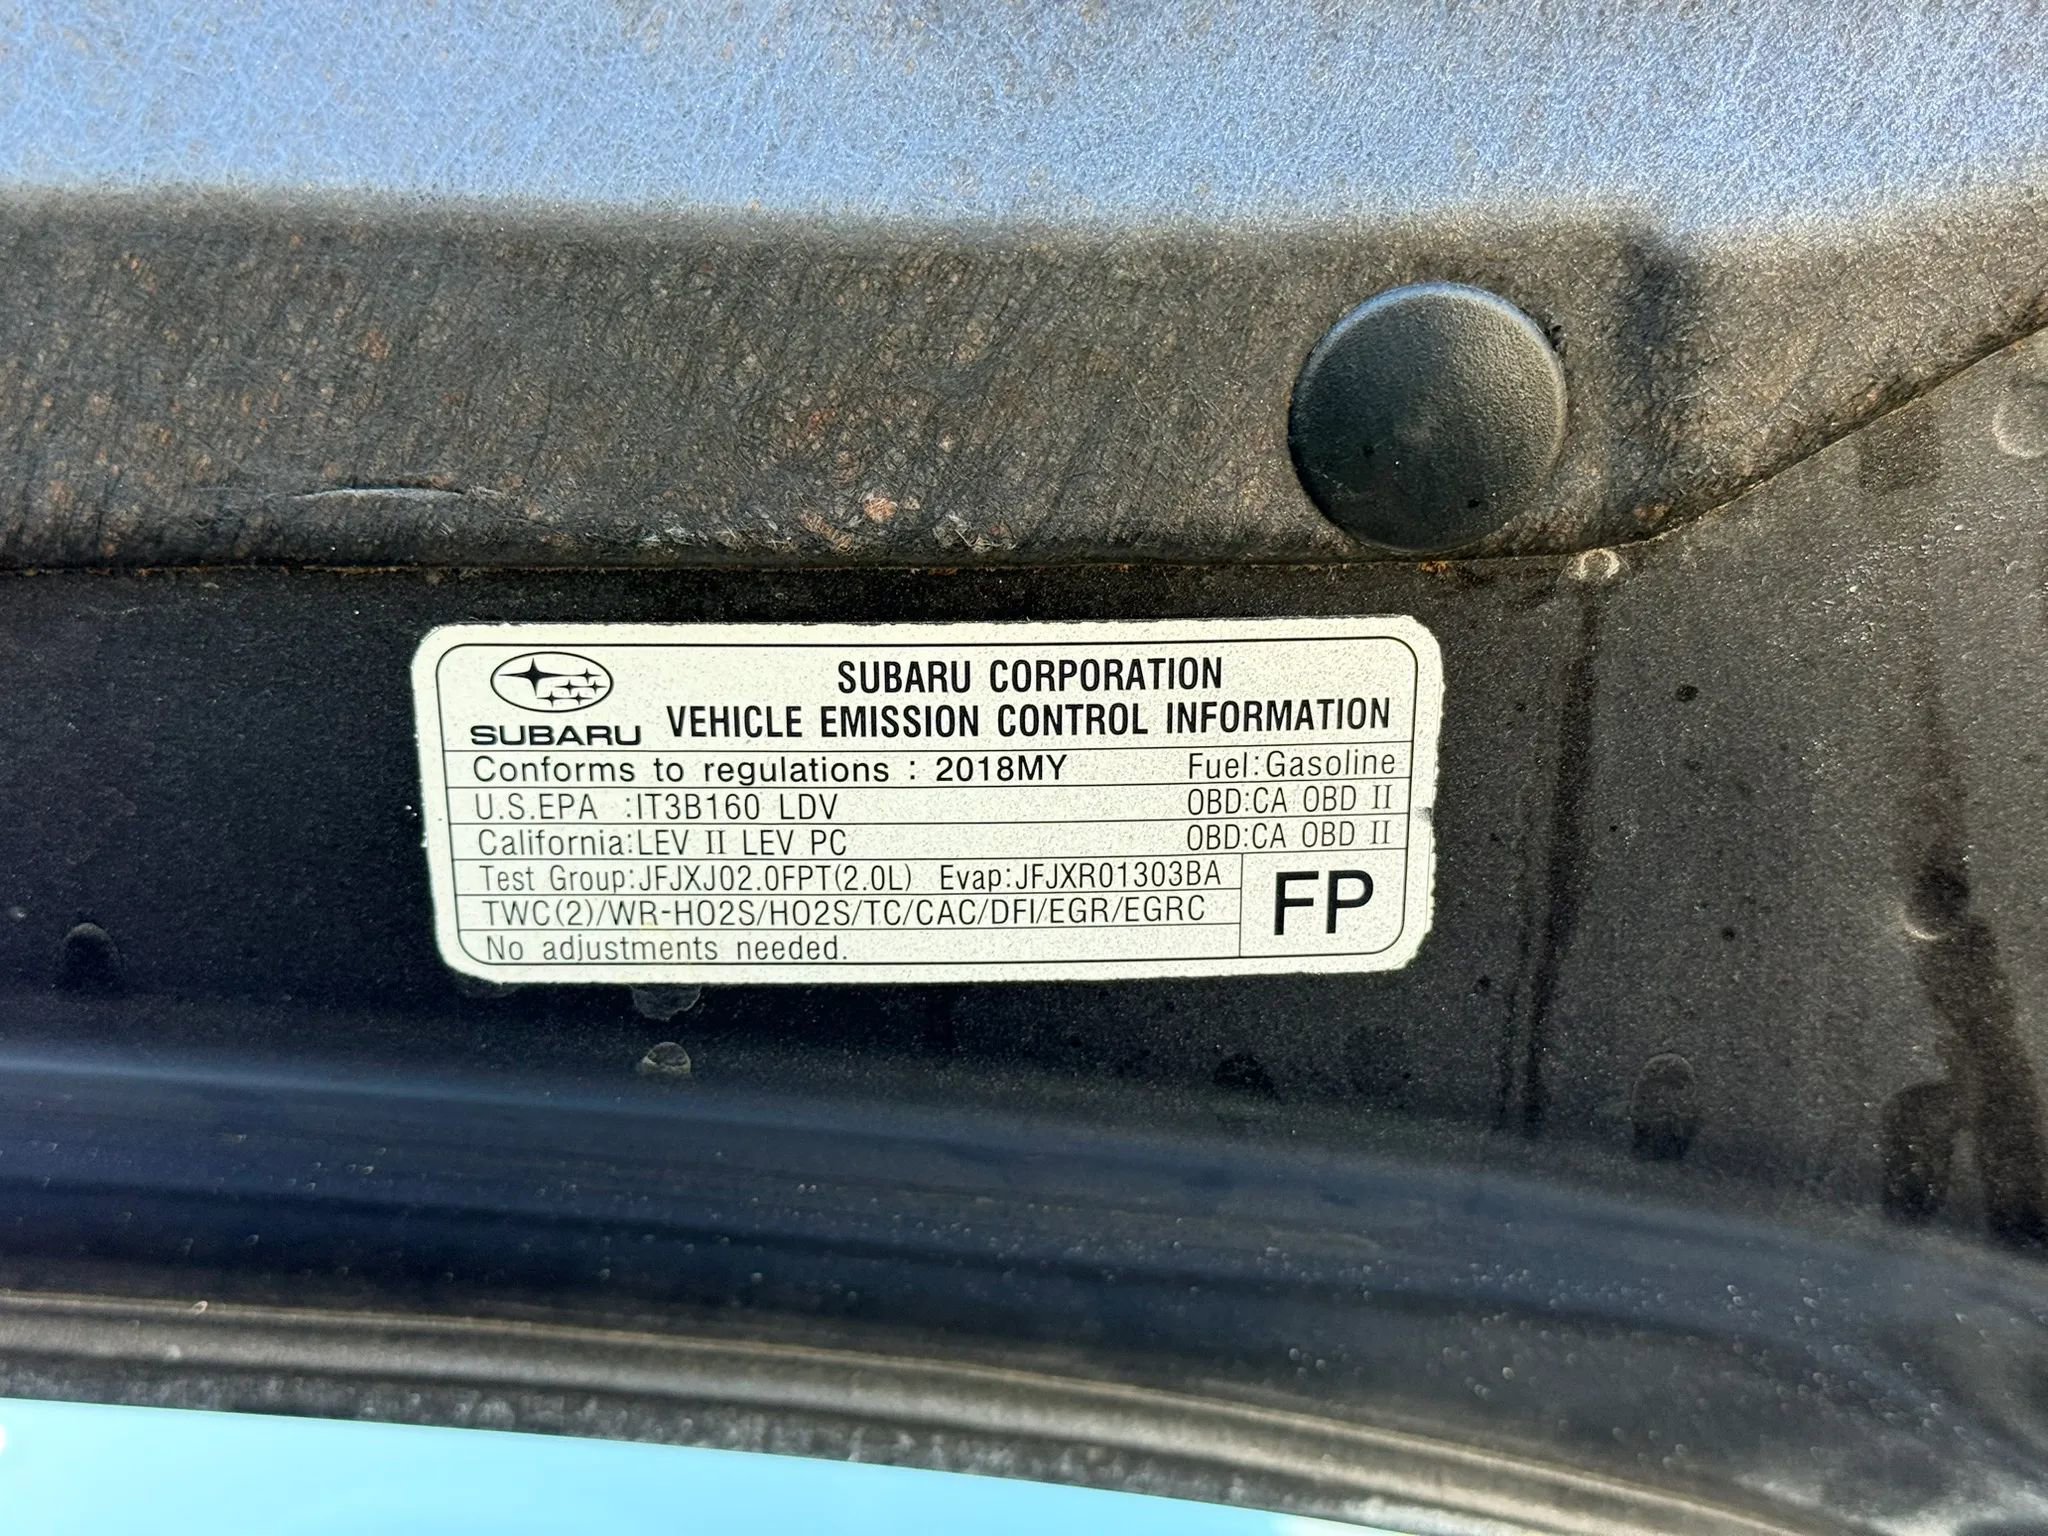 SUBARU
SUBARU CORPORATION
VEHICLE EMISSION CONTROL INFORMATION
Conforms to regulations : 2018MY Fuel:Gasoline
U.S.EPA :IT3B160 LDV OBD:CA OBD II
California:LEV II LEV PC OBD:CA OBD II
Test Group:JFJXJ02.0FPT(2.0L) Evap:JFJXR01303BA
TWC(2)/WR-HO2S/HO2S/TC/CAC/DFI/EGR/EGRC
No adjustments needed.
FP